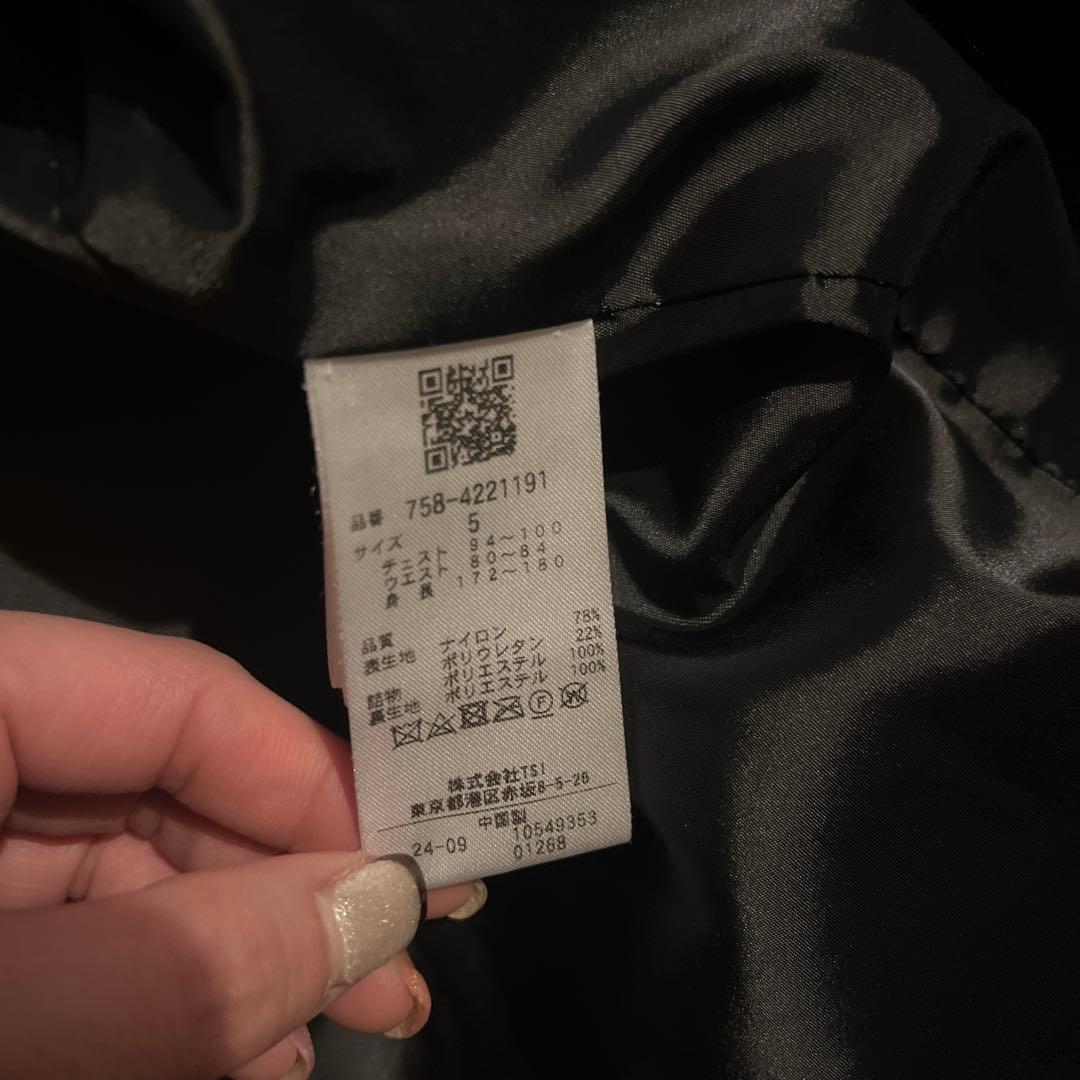 品番 758-4221191
サイズ 5
チェスト 94～100
ウエスト 80～84
身長 172～180
品質
表生地 ナイロン 78%
ポリウレタン 22%
詰物 ポリエステル 100%
裏生地 ポリエステル 100%
F
W
株式会社TSI
東京都港区赤坂8-5-26
中国製
24-09 10549353
01268